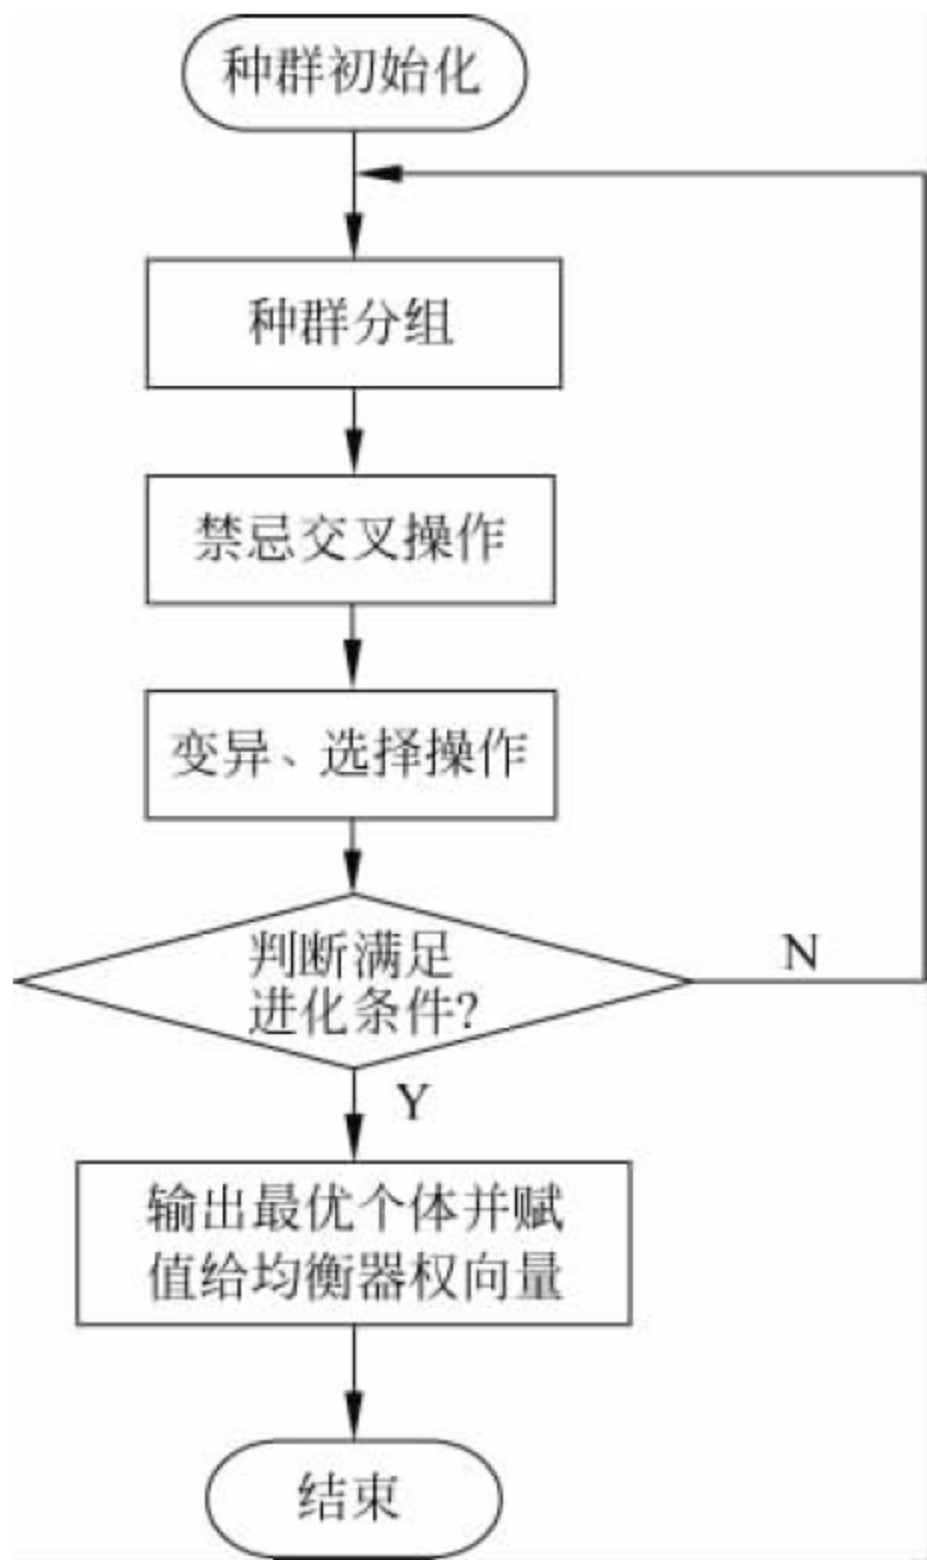 种群初始化
种群分组
禁忌交叉操作
变异、选择操作
判断满足
进化条件?
N
Y
输出最优个体并赋
值给均衡器权向量
结束